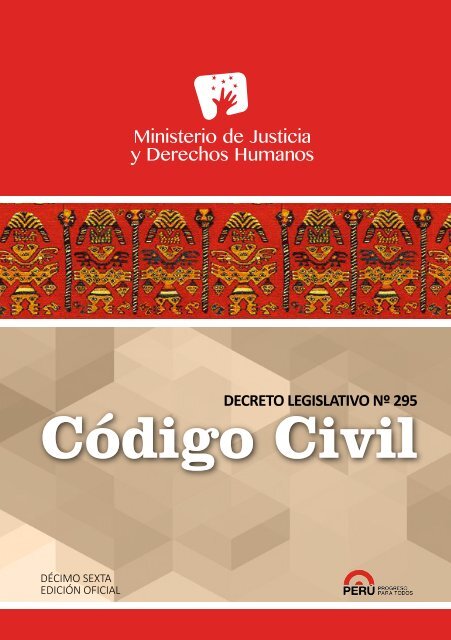 Ministerio de Justicia
y Derechos Humanos
DECRETO LEGISLATIVO Nº 295
Código Civil
DÉCIMO SEXTA
EDICIÓN OFICIAL
PERÚ
PROGRESO
PARA TODOS